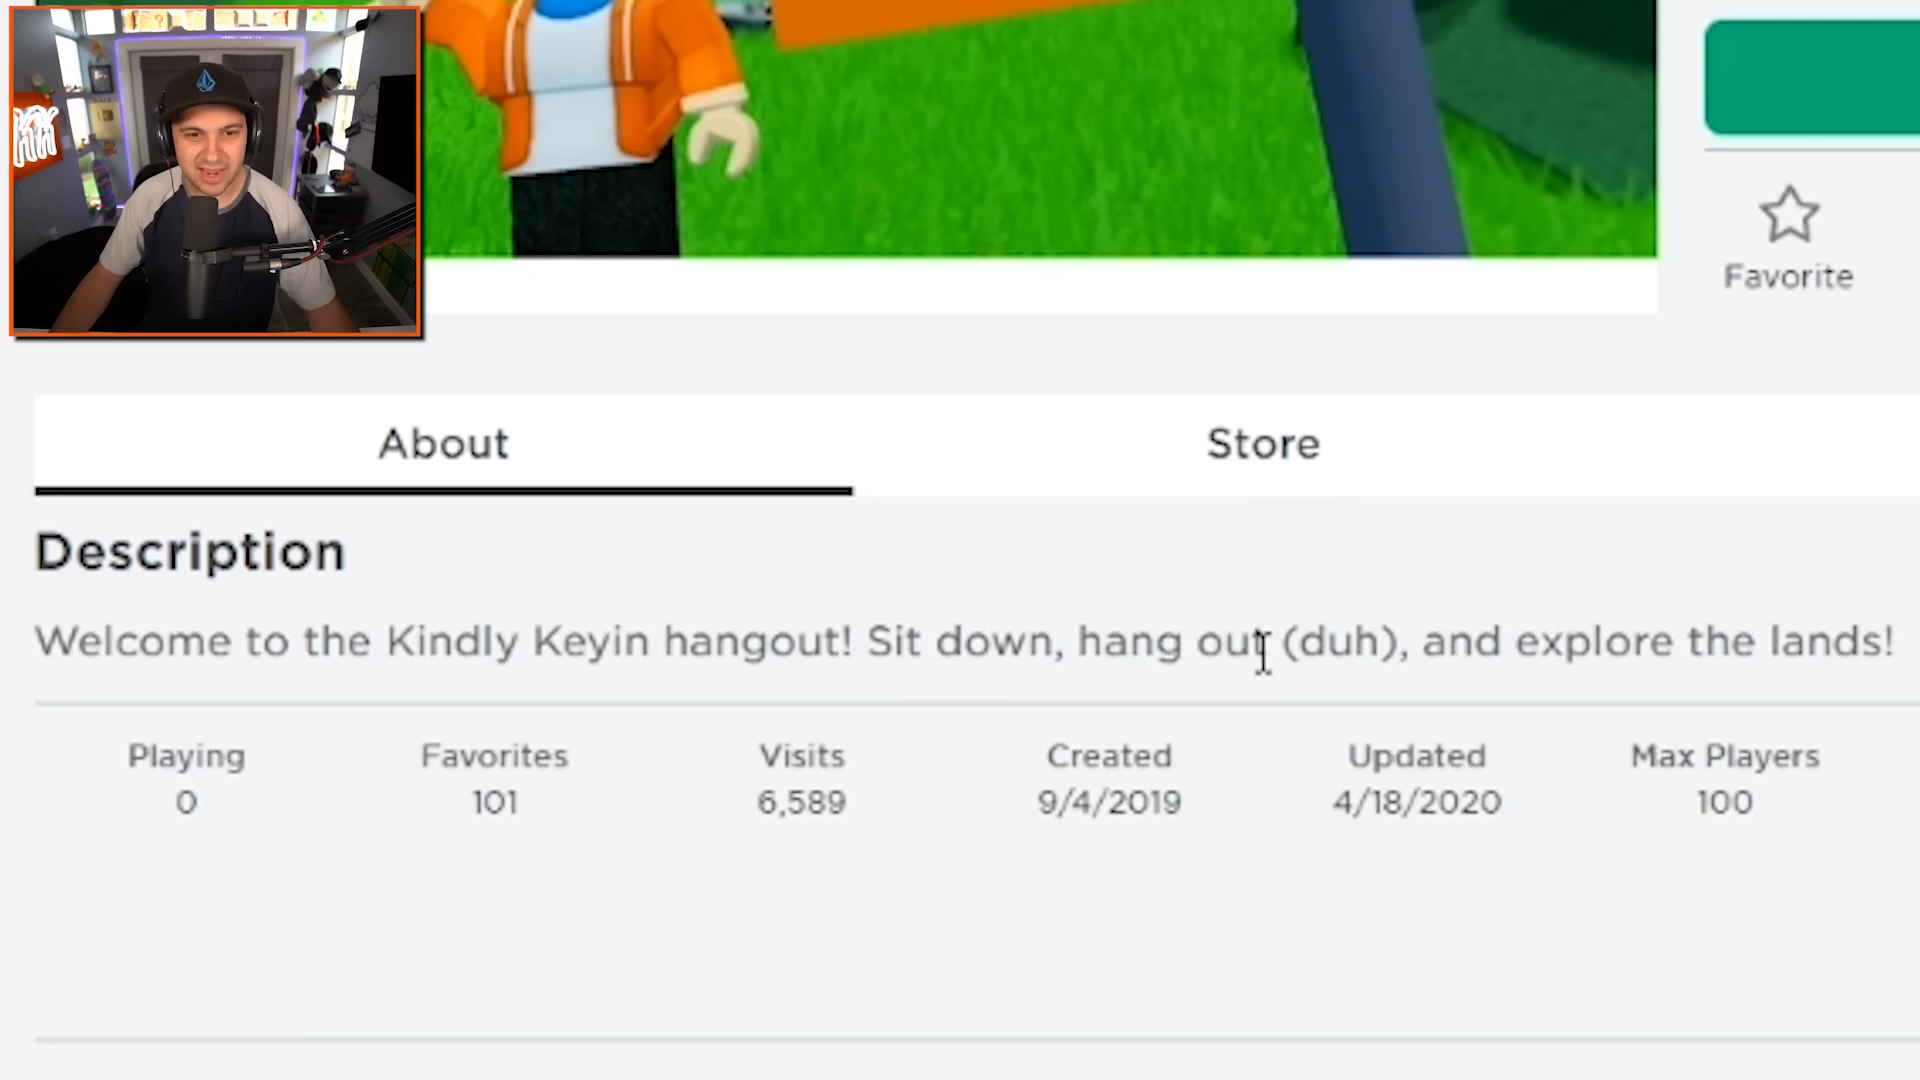 KK
Favorite
About
Store
Description
Welcome to the Kindly Keyin hangout! Sit down, hang out (duh), and explore the lands!
Playing
Favorites
Visits
Created
Updated
Max Players
0
101
6,589
9/4/2019
4/18/2020
100